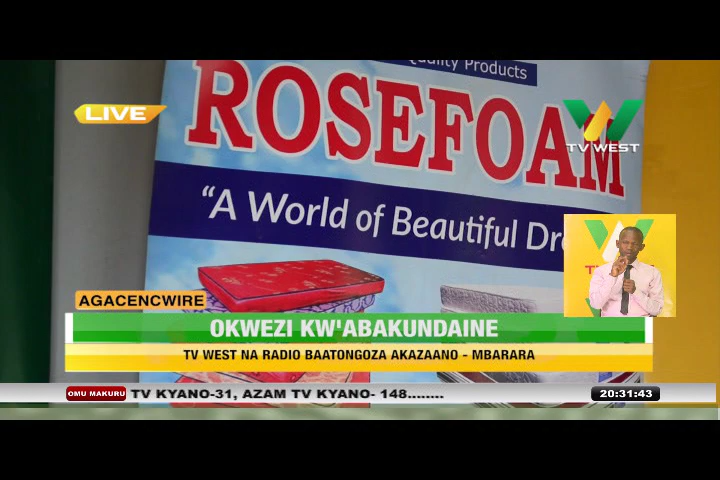 Quality Products
ROSEFOAM
LIVE
TV WEST
"A World of Beautiful
AGACENCWIRE
OKWEZI KW'ABAKUNDAINE
TV WEST NA RADIO BAATONGOZA AKAZAANO - MBARARA
OMU MAKURU
TV KYANO-31, AZAM TV KYANO- 148........
20:31:43